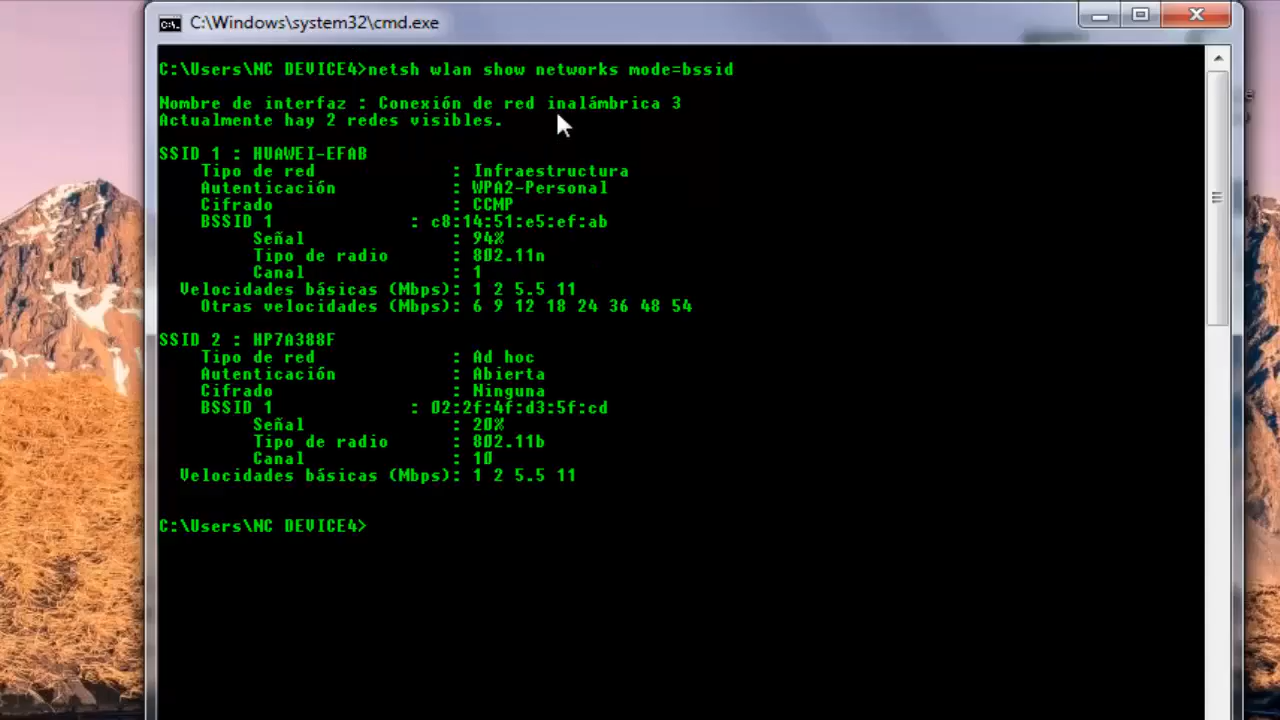 C:\Windows\system32\cmd.exe
C:\Users\NC DEVICE4>netsh wlan show networks mode=bssid
Nombre de interfaz : Conexión de red inalámbrica 3
Actualmente hay 2 redes visibles.
SSID 1 : HUAWEI-EFAB
Tipo de red : Infraestructura
Autenticación : WPA2-Personal
Cifrado : CCMP
BSSID 1 : c8:14:51:e5:ef:ab
Señal : 94%
Tipo de radio : 802.11n
Canal : 1
Velocidades básicas (Mbps): 1 2 5.5 11
Otras velocidades (Mbps): 6 9 12 18 24 36 48 54
SSID 2 : HP7A388F
Tipo de red : Ad hoc
Autenticación : Abierta
Cifrado : Ninguna
BSSID 1 : 02:2f:4f:d3:5f:cd
Señal : 20%
Tipo de radio : 802.11b
Canal : 10
Velocidades básicas (Mbps): 1 2 5.5 11
C:\Users\NC DEVICE4>